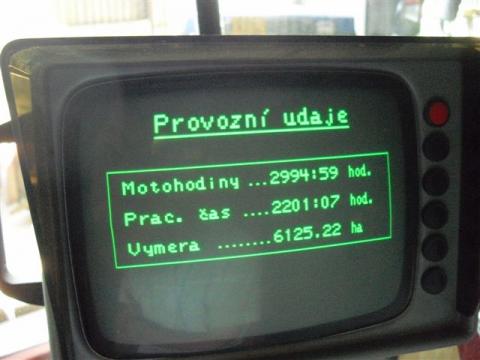 Provozní udaje
Motohodiny ...2994:59 hod.
Prac. čas ....2201:07 hod.
Vymera ........6125.22 ha